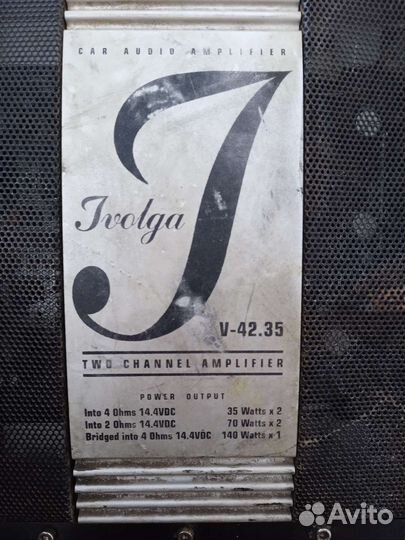 CAR AUDIO AMPLIFIER
J
Ivolga
V-42.35
TWO CHANNEL AMPLIFIER
POWER OUTPUT
Into 4 Ohms 14.4VDC 35 Watts x 2
Into 2 Ohms 14.4VDC 70 Watts x 2
Bridged into 4 Ohms 14.4VDC 140 Watts x 1
Avito